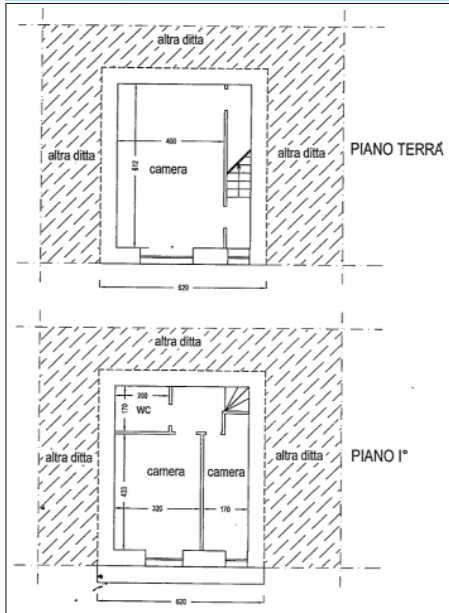 altra ditta
altra ditta
400
612
camera
altra ditta
PIANO TERRA
620
altra ditta
200
170
WC
altra ditta
camera
camera
altra ditta
PIANO I°
433
320
170
620